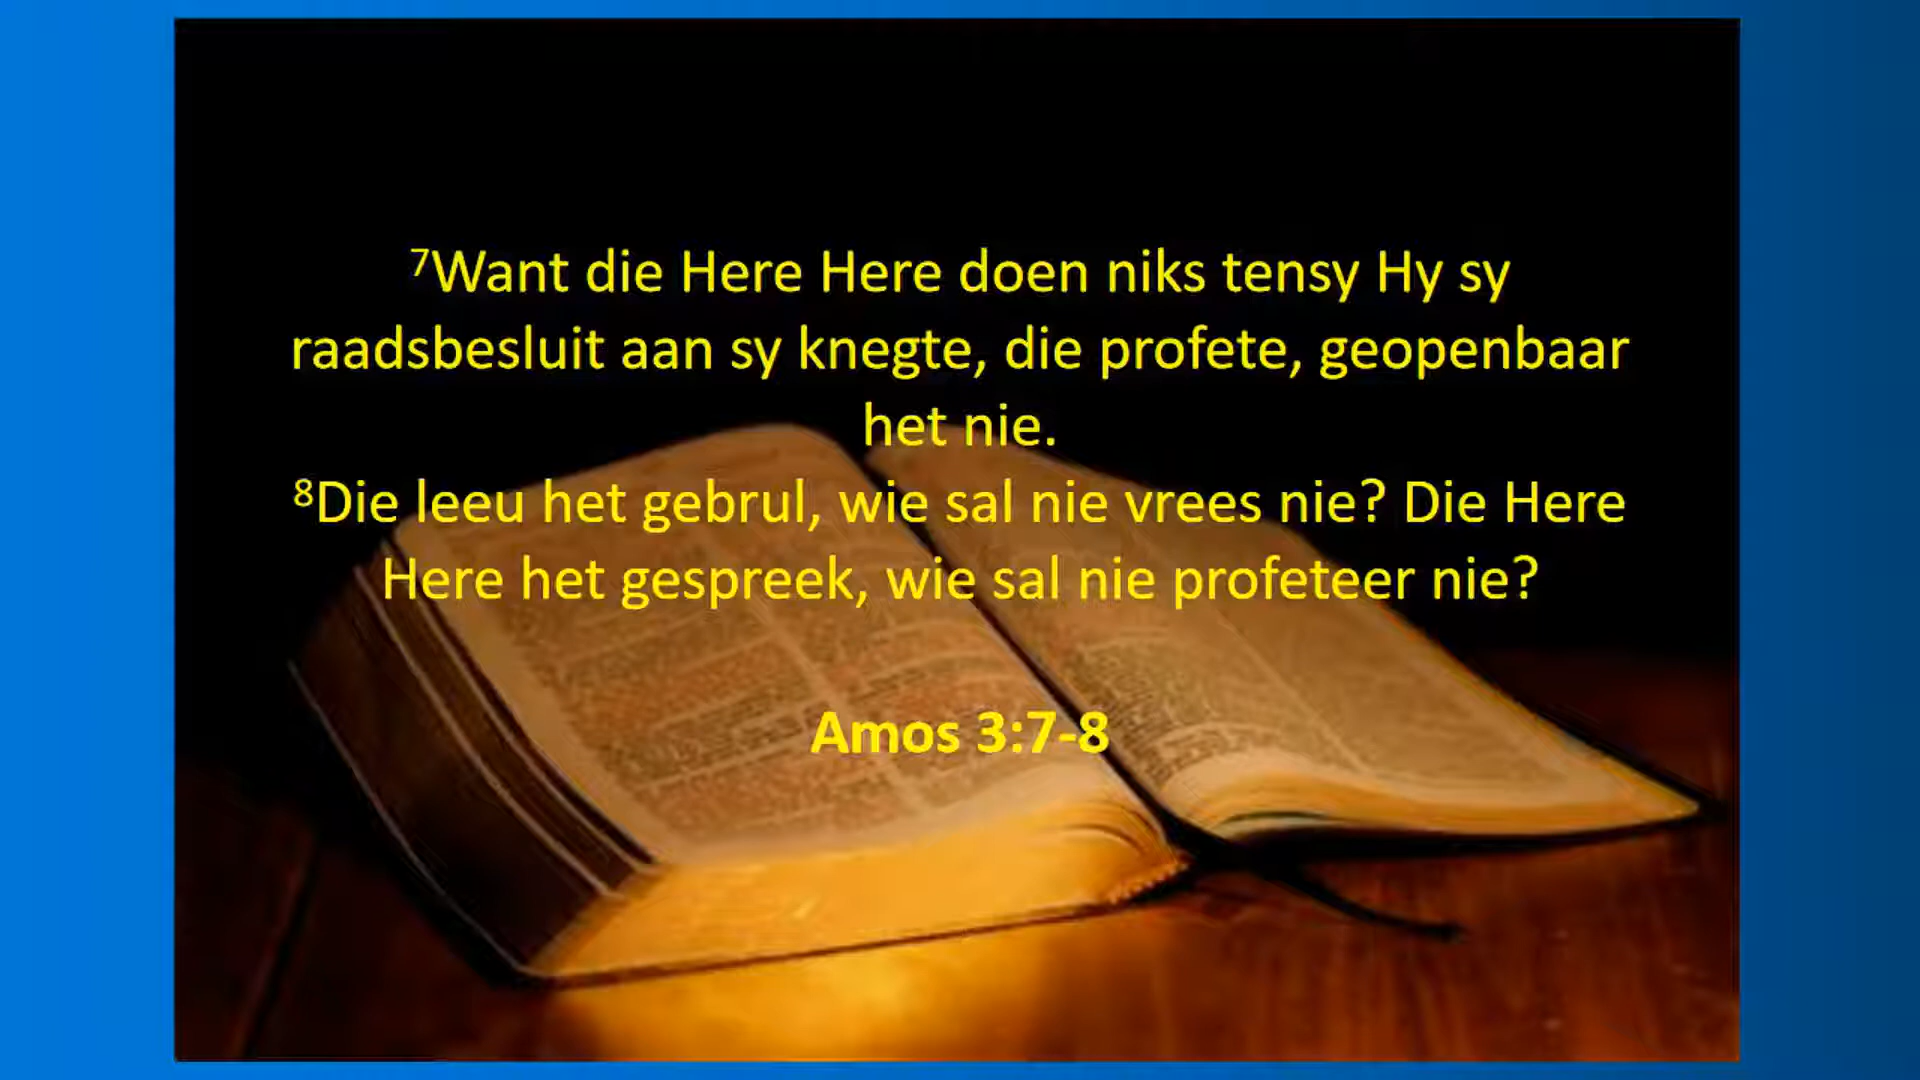 ⁷Want die Here Here doen niks tensy Hy sy
raadsbesluit aan sy knegte, die profete, geopenbaar
het nie.
⁸Die leeu het gebrul, wie sal nie vrees nie? Die Here
Here het gespreek, wie sal nie profeteer nie?
Amos 3:7-8